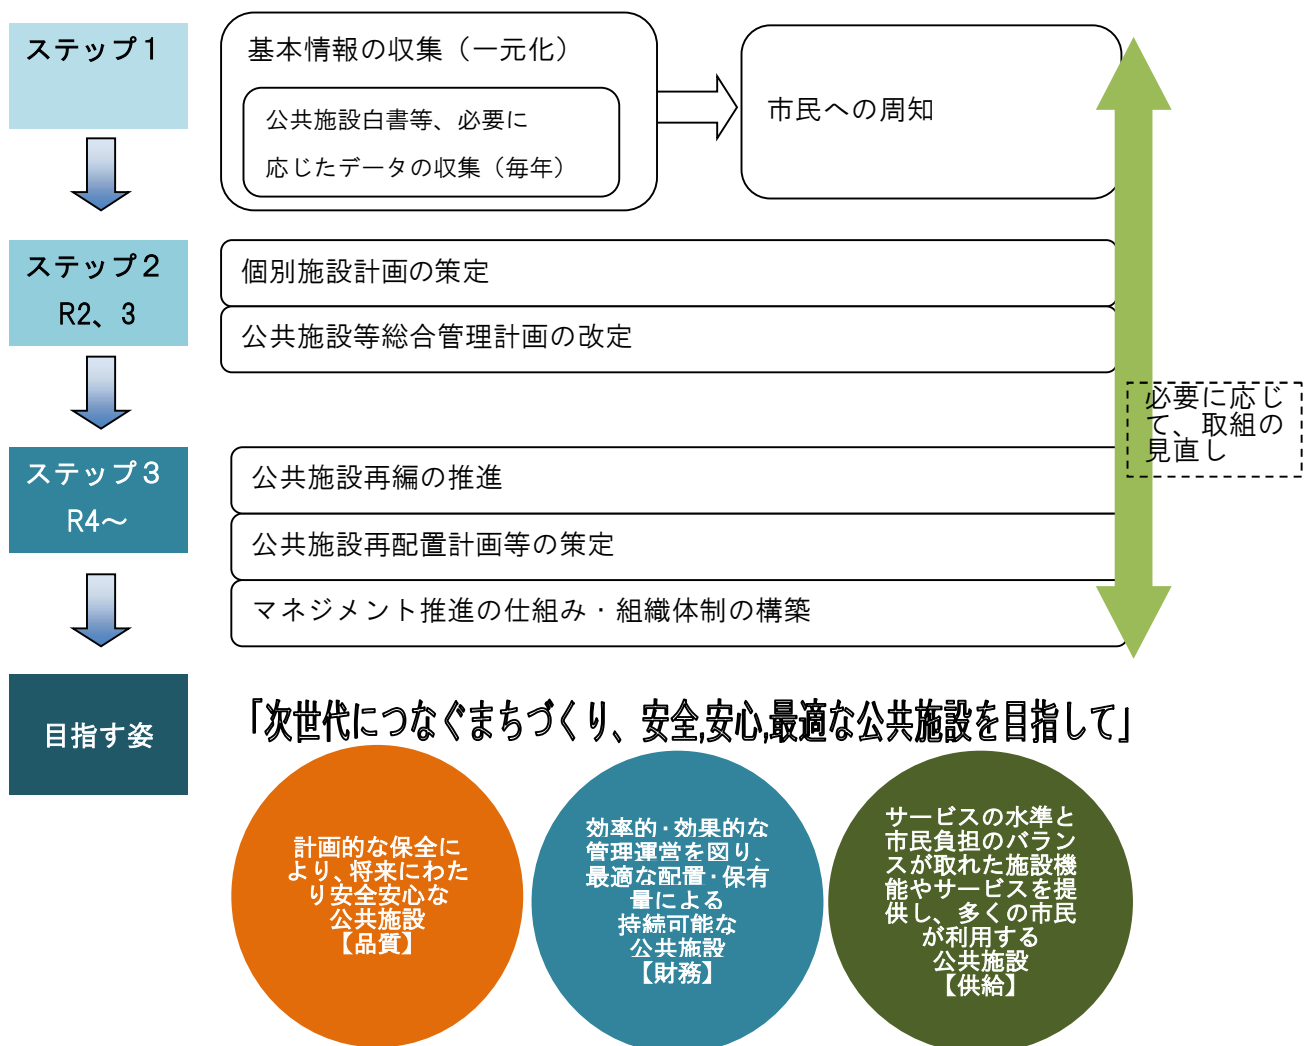 ステップ1
基本情報の収集（一元化）
公共施設白書等、必要に
応じたデータの収集（毎年）
市民への周知
ステップ2
R2、3
個別施設計画の策定
公共施設等総合管理計画の改定
必要に応じ
て、取組の
見直し
ステップ3
R4～
公共施設再編の推進
公共施設再配置計画等の策定
マネジメント推進の仕組み・組織体制の構築
目指す姿
「次世代につなぐまちづくり、安全,安心,最適な公共施設を目指して」
計画的な保全に
より、将来にわた
り安全安心な
公共施設
【品質】
効率的・効果的な
管理運営を図り、
最適な配置・保有
量による
持続可能な
公共施設
【財務】
サービスの水準と
市民負担のバラン
スが取れた施設機
能やサービスを提
供し、多くの市民
が利用する
公共施設
【供給】